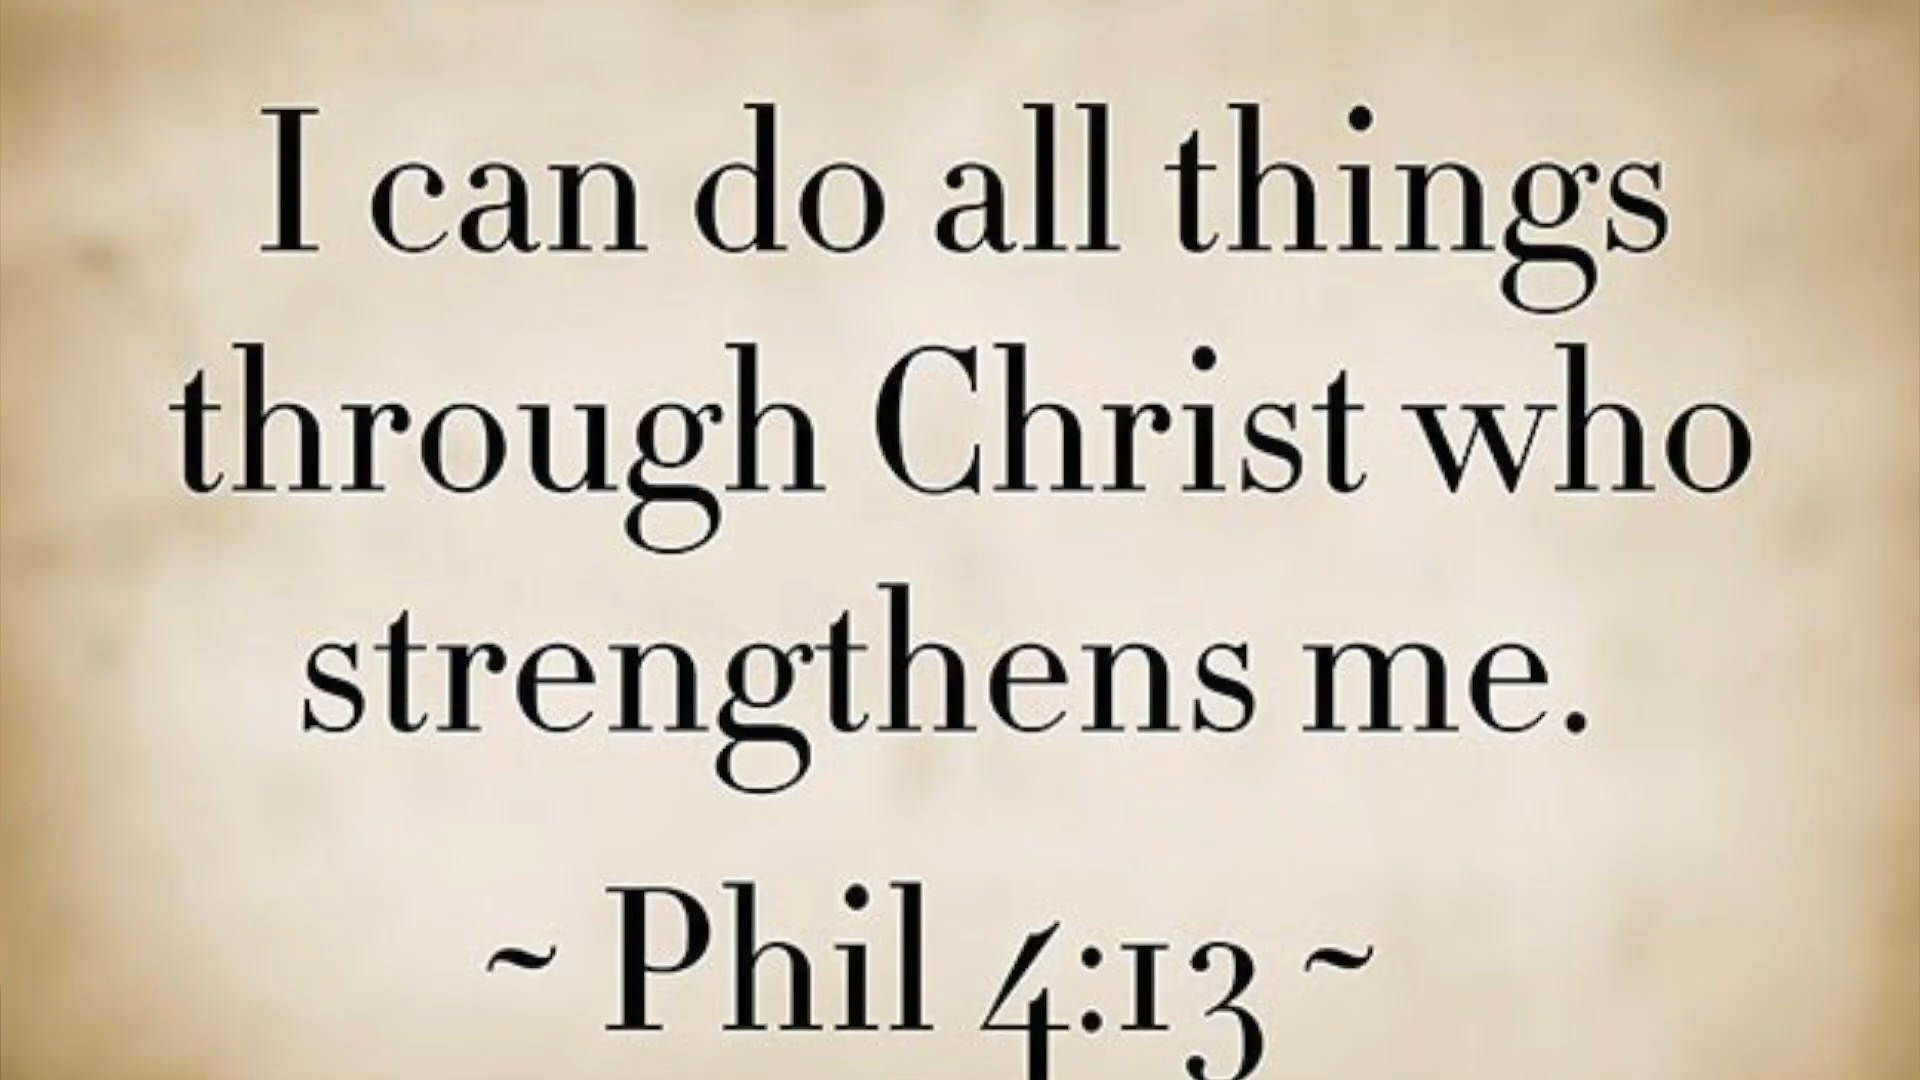 I can do all things
through Christ who
strengthens me.
~ Phil 4:13 ~